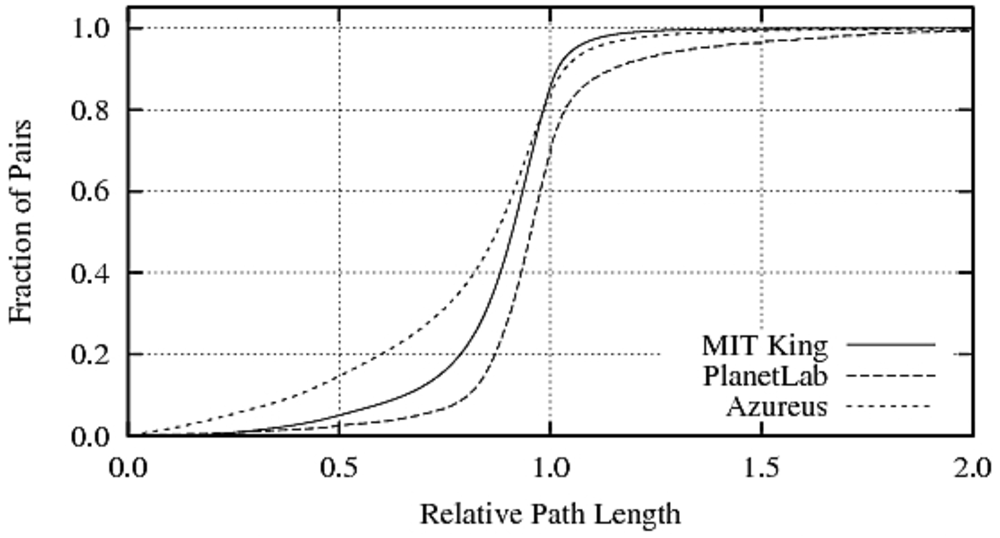 1.0
0.8
0.6
0.4
0.2
0.0
Fraction of Pairs
MIT King
PlanetLab
Azureus
0.0 0.5 1.0 1.5 2.0
Relative Path Length